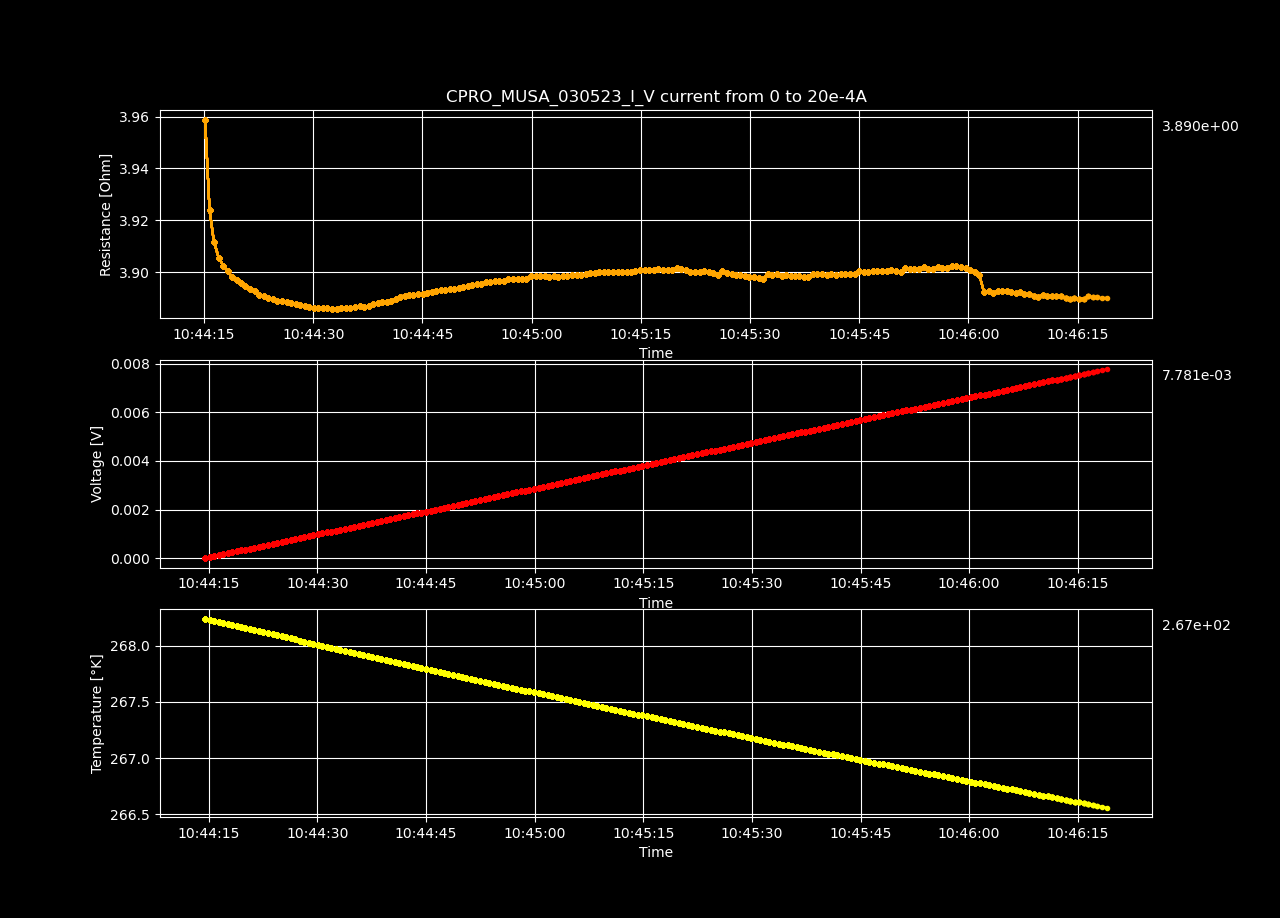 CPRO_MUSA_030523_I_V current from 0 to 20e-4A
3.96
3.94
3.92
3.90
Resistance [Ohm]
3.890e+00
10:44:15 10:44:30 10:44:45 10:45:00 10:45:15 10:45:30 10:45:45 10:46:00 10:46:15
Time
0.008
0.006
0.004
0.002
0.000
Voltage [V]
7.781e-03
10:44:15 10:44:30 10:44:45 10:45:00 10:45:15 10:45:30 10:45:45 10:46:00 10:46:15
Time
268.0
267.5
267.0
266.5
Temperature [°K]
2.67e+02
10:44:15 10:44:30 10:44:45 10:45:00 10:45:15 10:45:30 10:45:45 10:46:00 10:46:15
Time